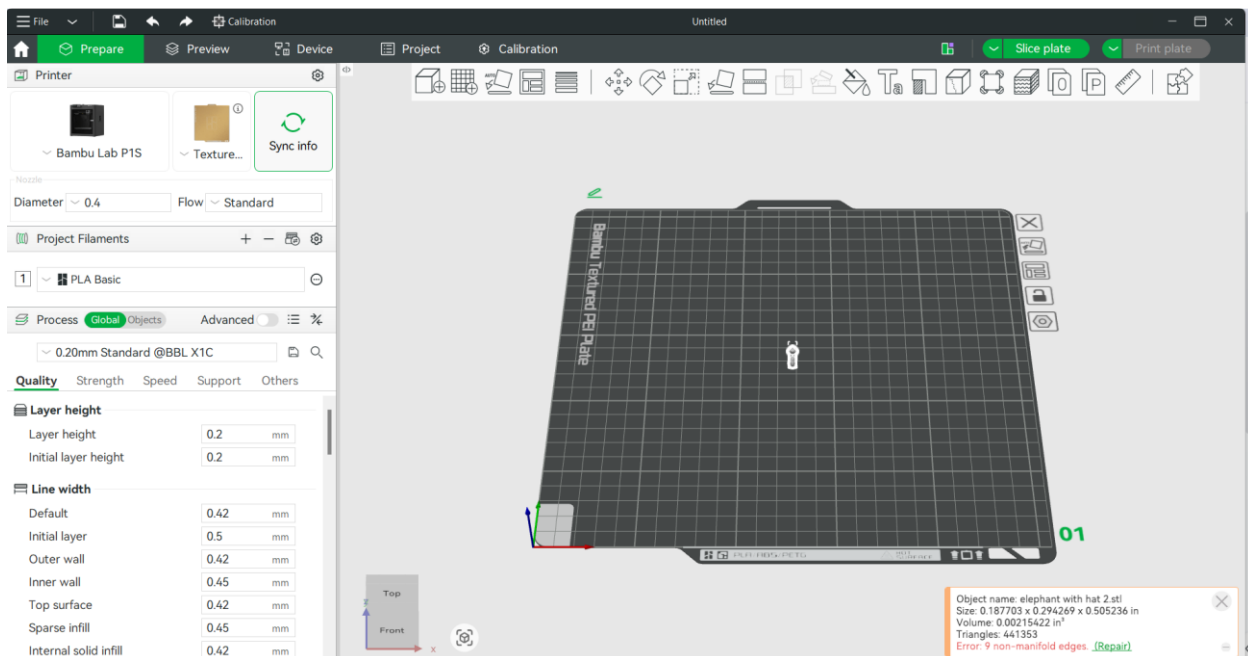 File
Calibration
Untitled
Prepare
Preview
Device
Project
Calibration
Slice plate
Print plate
Printer
Bambu Lab P1S
Texture...
Sync info
Nozzle
Diameter
0.4
Flow
Standard
Project Filaments
1
PLA Basic
Process
Global
Objects
Advanced
0.20mm Standard @BBL X1C
Quality
Strength
Speed
Support
Others
Layer height
Layer height 0.2 mm
Initial layer height 0.2 mm
Line width
Default 0.42 mm
Initial layer 0.5 mm
Outer wall 0.42 mm
Inner wall 0.45 mm
Top surface 0.42 mm
Sparse infill 0.45 mm
Internal solid infill 0.42 mm
Bambu Textured PEI Plate
01
PLA/ABS/PETG
Top
Front
z
x
Object name: elephant with hat 2.stl
Size: 0.187703 x 0.294269 x 0.505236 in
Volume: 0.00215422 in³
Triangles: 441353
Error: 9 non-manifold edges. (Repair)